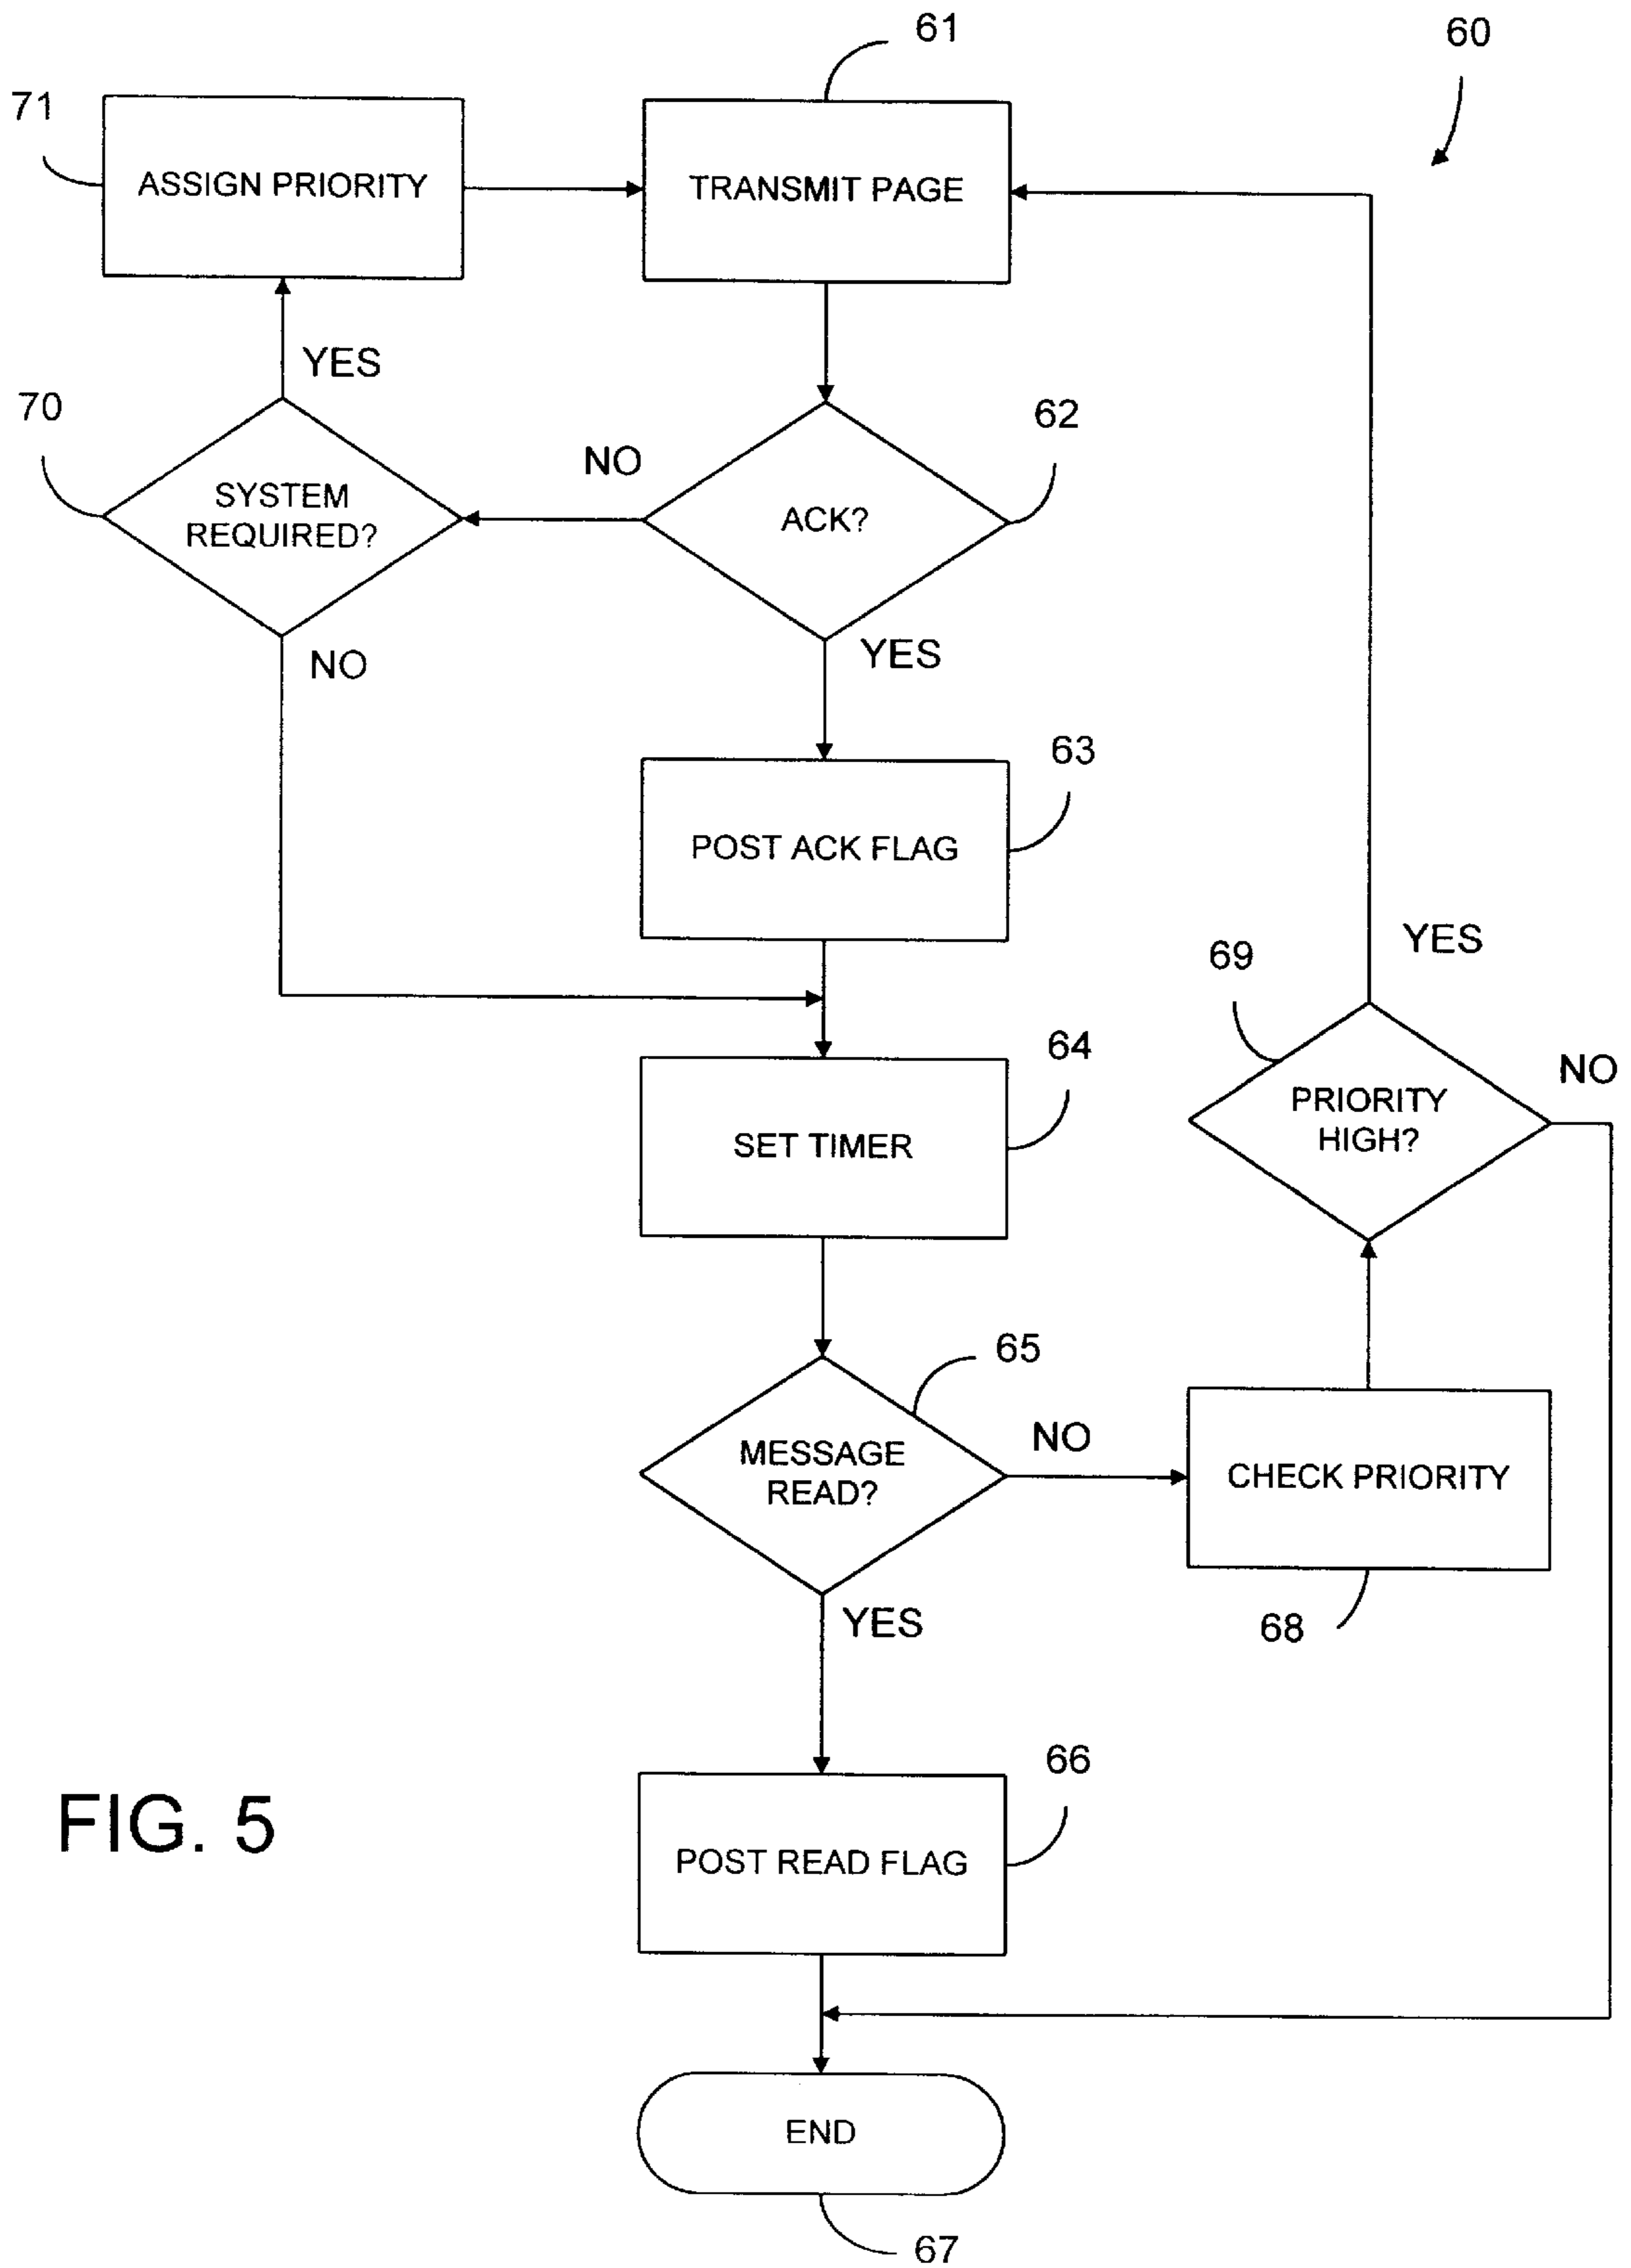 61
60
71
ASSIGN PRIORITY
TRANSMIT PAGE
YES
70
SYSTEM
REQUIRED?
NO
ACK?
62
NO
YES
63
POST ACK FLAG
64
SET TIMER
YES
69
PRIORITY
HIGH?
NO
65
MESSAGE
READ?
NO
CHECK PRIORITY
68
YES
66
POST READ FLAG
FIG. 5
END
67